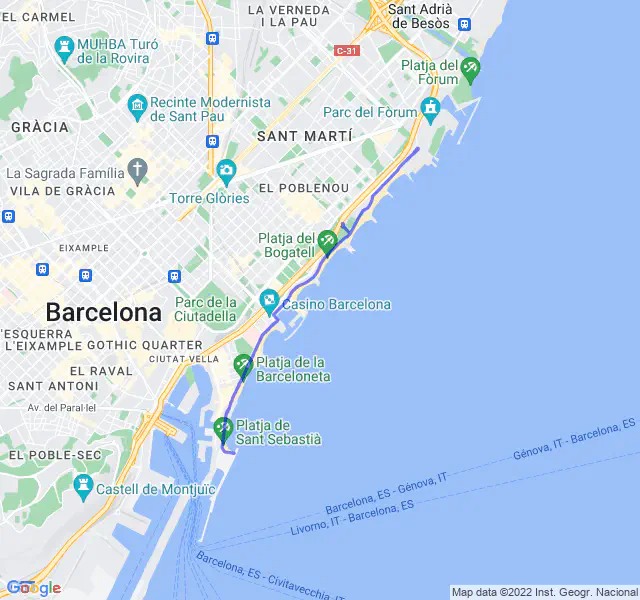 EL CARMEL
LA VERNEDA
I LA PAU
Sant Adrià
de Besòs
MUHBA Turó
de la Rovira
C-31
Platja del
Fòrum
Recinte Modernista
de Sant Pau
Parc del Fòrum
GRÀCIA
SANT MARTÍ
La Sagrada Família
VILA DE GRÀCIA
Torre Glòries
EL POBLENOU
EIXAMPLE
Platja del
Bogatell
Parc de la
Ciutadella
Casino Barcelona
Barcelona
L'ESQUERRA
L'EIXAMPLE
GOTHIC QUARTER
CIUTAT VELLA
EL RAVAL
Platja de la
Barceloneta
SANT ANTONI
Av. del Paral·lel
Platja de
Sant Sebastià
EL POBLE-SEC
Castell de Montjuïc
Gènova, IT - Barcelona, ES
Barcelona, ES - Gènova, IT
Livorno, IT - Barcelona, ES
Barcelona, ES - Civitavecchia, IT
Google
Map data ©2022 Inst. Geogr. Nacional